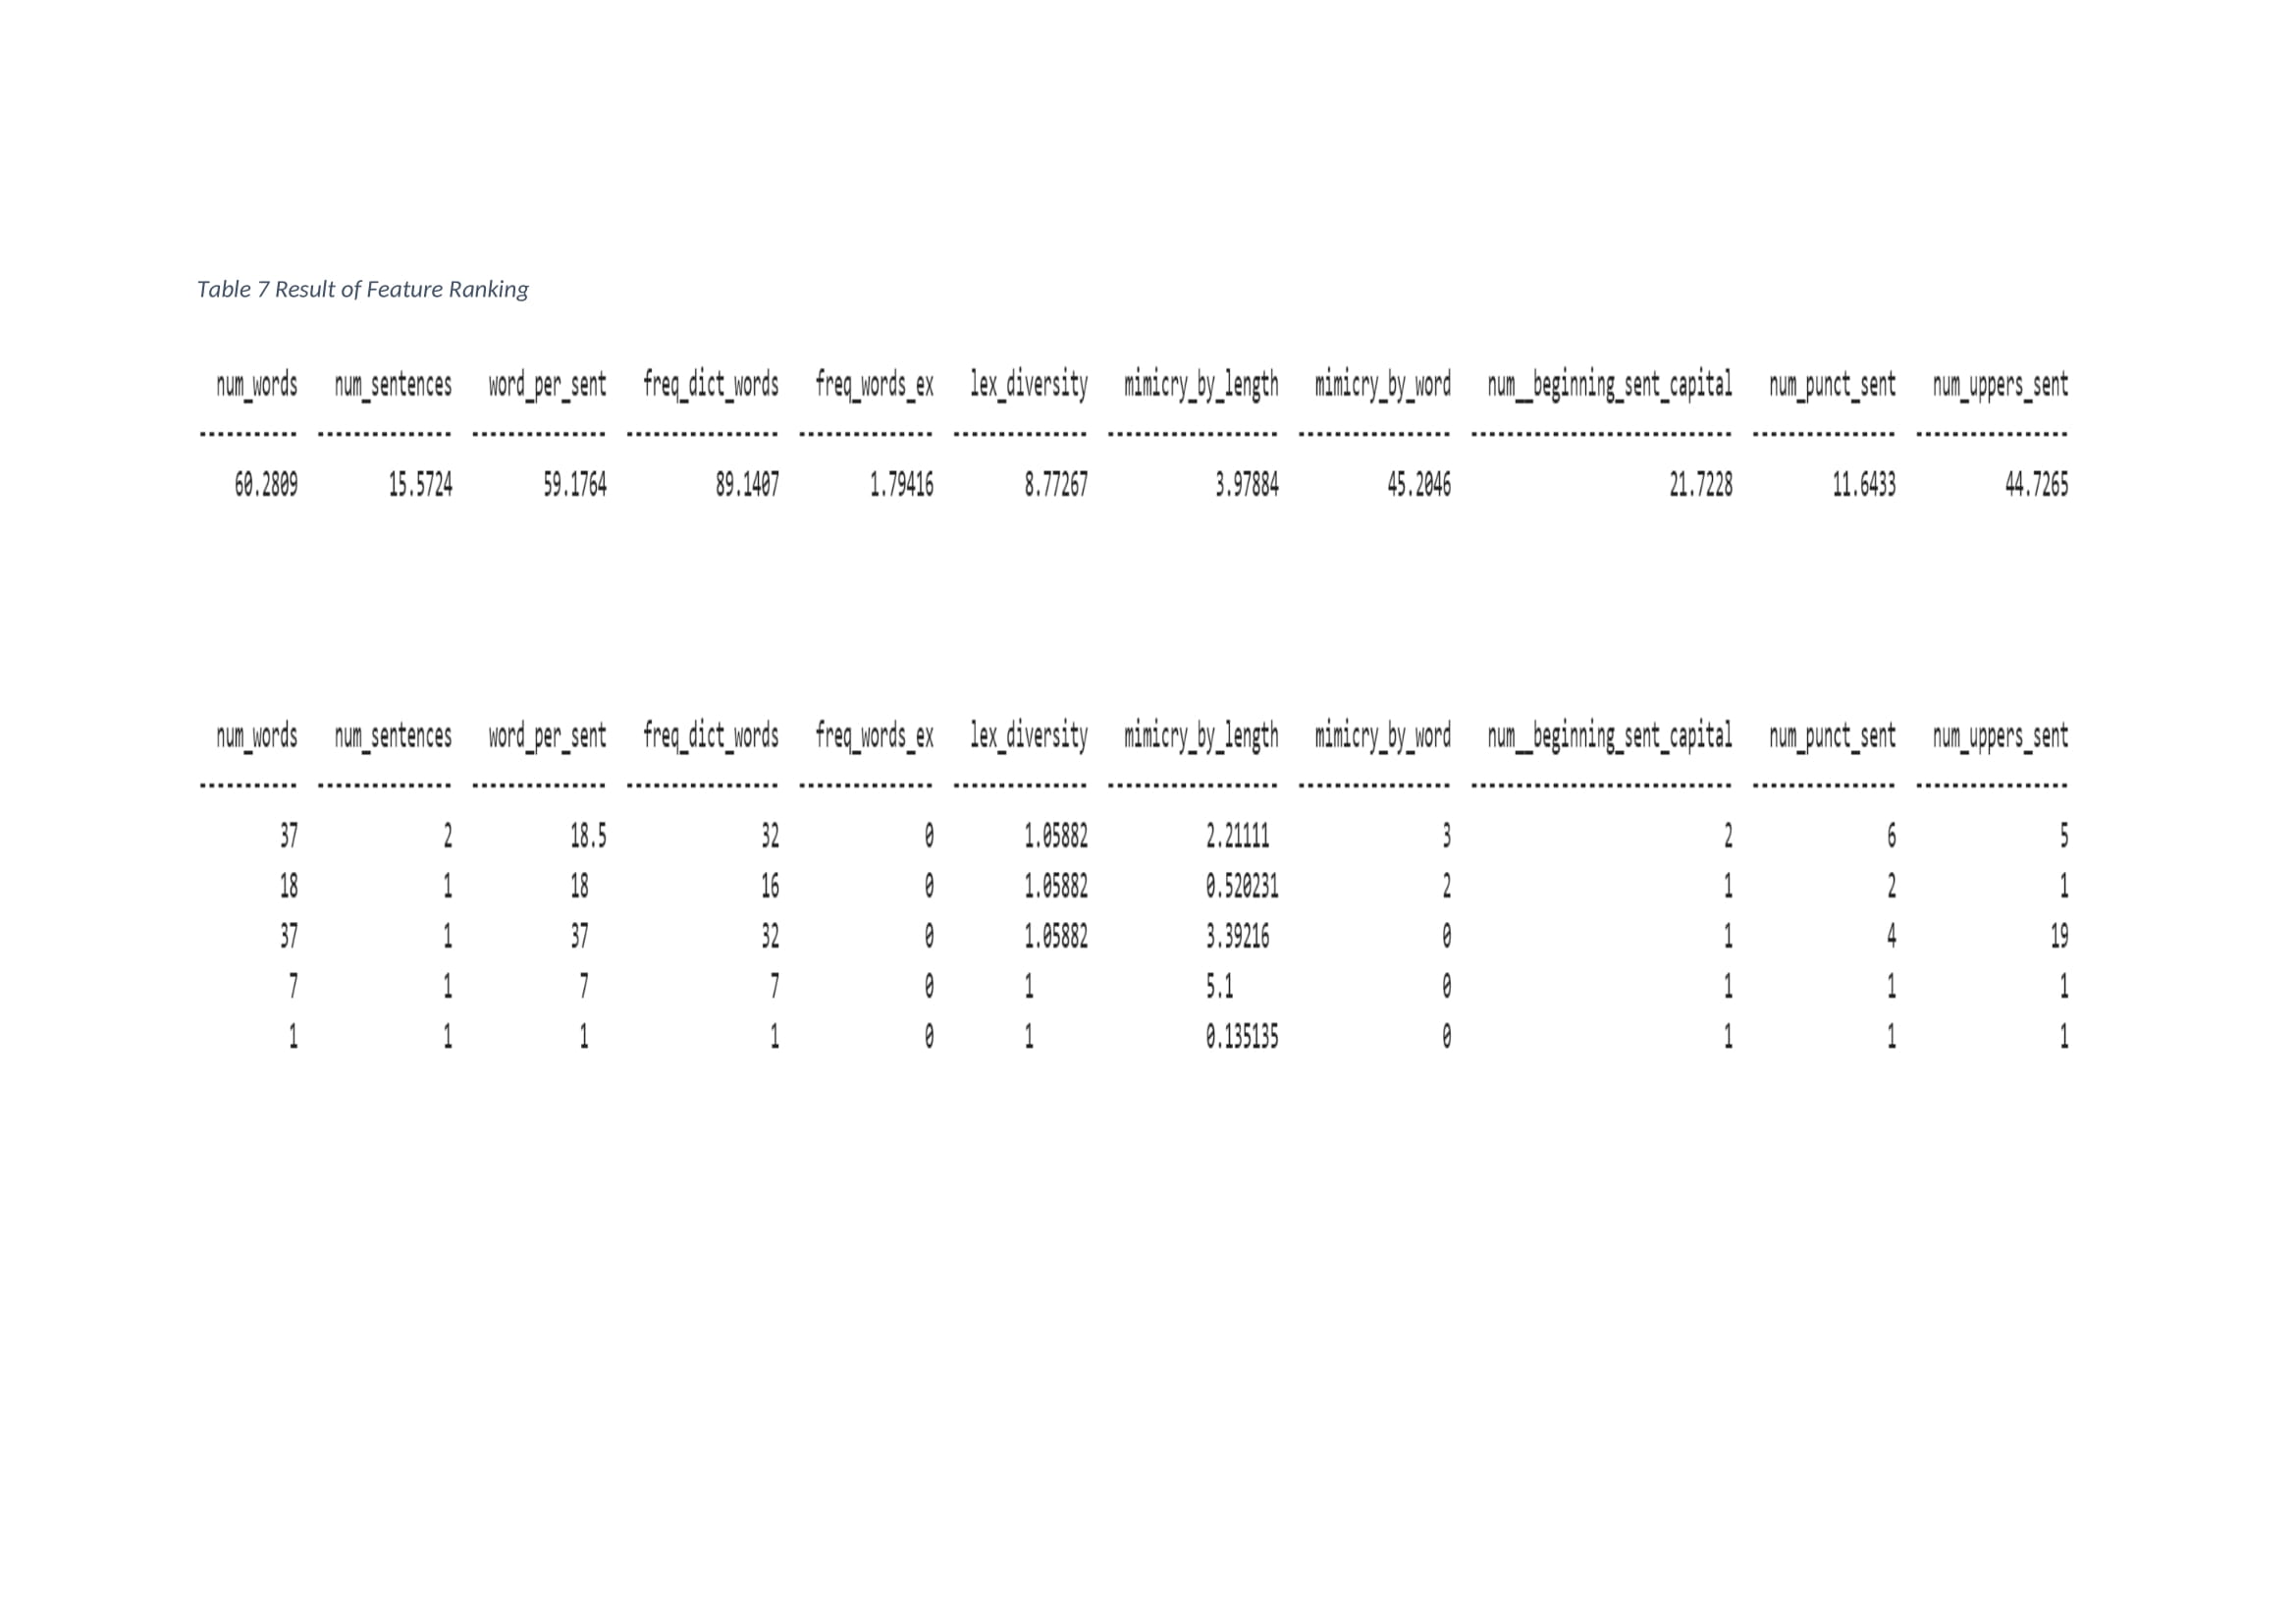 Table 7 Result of Feature Ranking
num_words num_sentences word_per_sent freq_dict_words freq_words_ex lex_diversity mimicry_by_length mimicry_by_word num__beginning_sent_capital num_punct_sent num_uppers_sent
----------- --------------- --------------- ----------------- --------------- --------------- ------------------- ----------------- ----------------------------- ---------------- -----------------
60.2809 15.5724 59.1764 89.1407 1.79416 8.77267 3.97884 45.2046 21.7228 11.6433 44.7265
num_words num_sentences word_per_sent freq_dict_words freq_words_ex lex_diversity mimicry_by_length mimicry_by_word num__beginning_sent_capital num_punct_sent num_uppers_sent
----------- --------------- --------------- ----------------- --------------- --------------- ------------------- ----------------- ----------------------------- ---------------- -----------------
37 2 18.5 32 0 1.05882 2.21111 3 2 6 5
18 1 18 16 0 1.05882 0.520231 2 1 2 1
37 1 37 32 0 1.05882 3.39216 0 1 4 19
7 1 7 7 0 1 5.1 0 1 1 1
1 1 1 1 0 1 0.135135 0 1 1 1